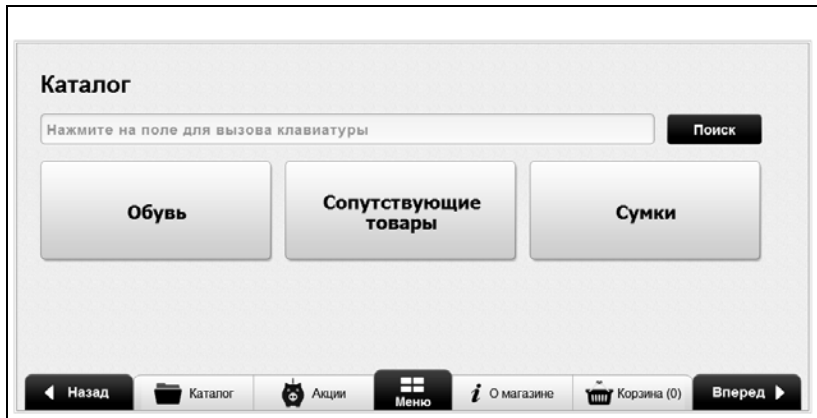 Каталог
Нажмите на поле для вызова клавиатуры
Поиск
Обувь
Сопутствующие
товары
Сумки
Назад
Каталог
Акции
Меню
i О магазине
Корзина (0)
Вперед